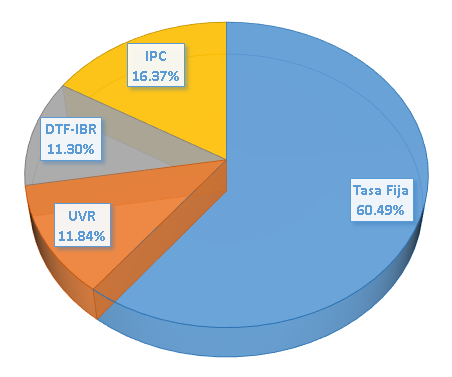 IPC
16.37%
DTF-IBR
11.30%
Tasa Fija
60.49%
UVR
11.84%